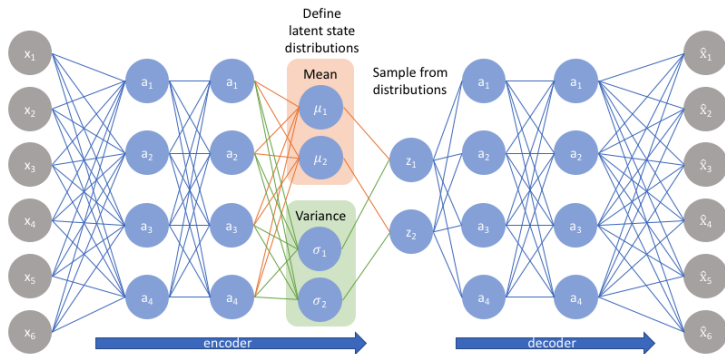 Define
latent state
distributions
Mean
Sample from
distributions
Variance
x₁
x₂
x₃
x₄
x₅
x₆
a₁
a₂
a₃
a₄
a₁
a₂
a₃
a₄
μ₁
μ₂
σ₁
σ₂
z₁
z₂
a₁
a₂
a₃
a₄
a₁
a₂
a₃
a₄
x̂₁
x̂₂
x̂₃
x̂₄
x̂₅
x̂₆
encoder
decoder